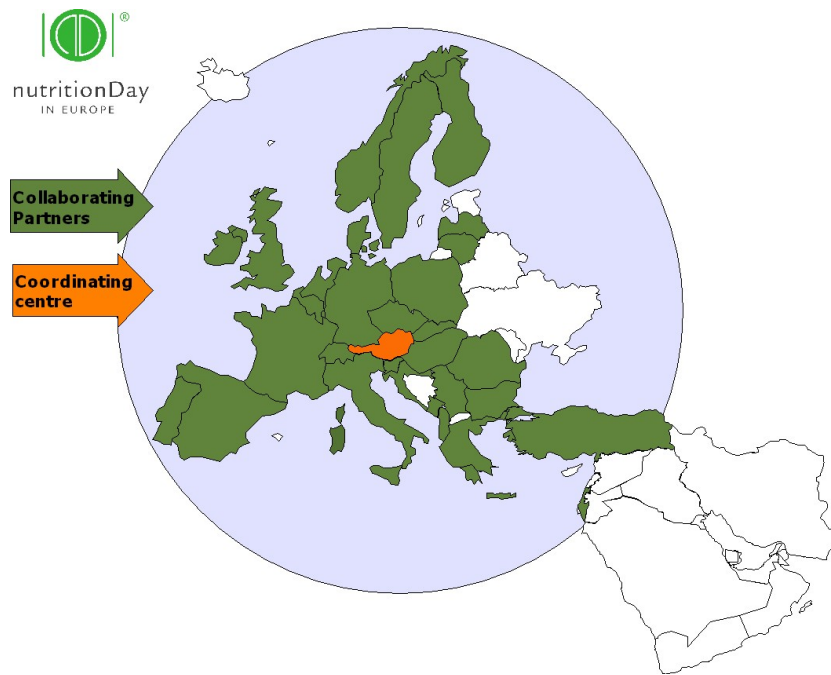 ®
nutritionDay
IN EUROPE
Collaborating
Partners
Coordinating
centre